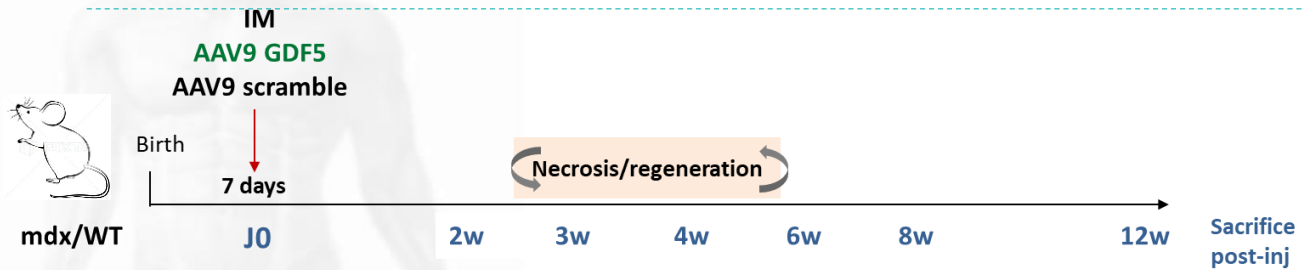 IM
AAV9 GDF5
AAV9 scramble
Birth
7 days
Necrosis/regeneration
mdx/WT
J0
2w
3w
4w
6w
8w
12w
Sacrifice
post-inj